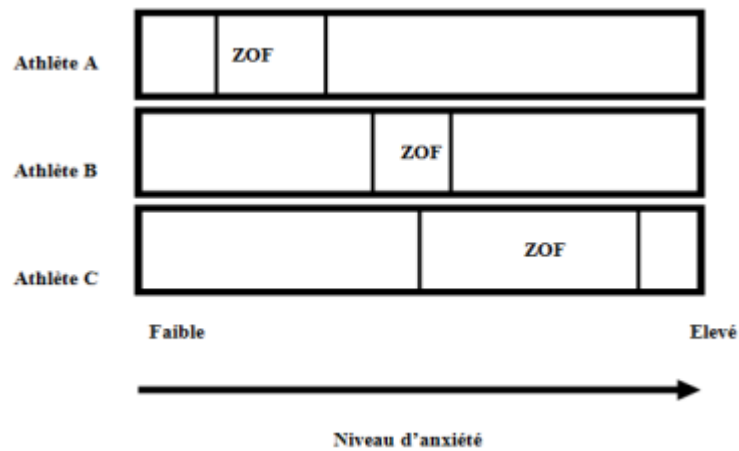 Athlète A
ZOF
Athlète B
ZOF
Athlète C
ZOF
Faible
Elevé
Niveau d'anxiété